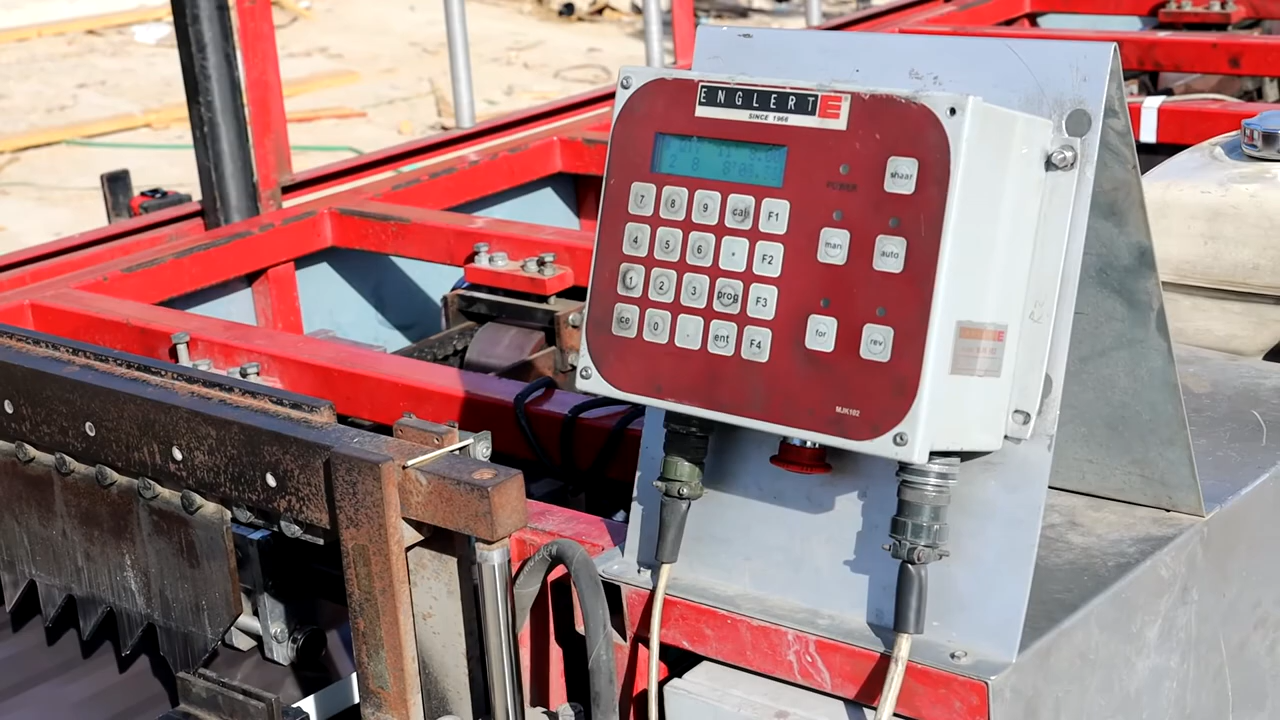 ENGLERT E
SINCE 1966
7 8 9 cal F1
4 5 6 * F2
1 2 3 prog F3
ce 0 . ent F4
POWER
shear
man auto
for rev
MJK102